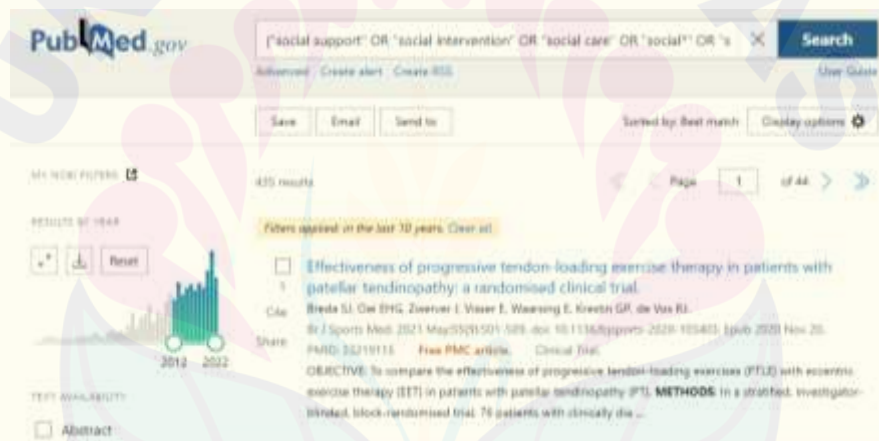 PubMed.gov
("social support" OR "social intervention" OR "social care" OR "social*" OR "s
Search
Advanced Create alert Create RSS
User Guide
Save Email Send to
Sorted by: Best match Display options
MY NCBI FILTERS
435 results
Page 1 of 44
RESULTS BY YEAR
Filters applied: in the last 10 years. Clear all
Reset
Effectiveness of progressive tendon-loading exercise therapy in patients with
1
patellar tendinopathy: a randomised clinical trial.
Cite
Breda SJ, Oei EHG, Zwerver J, Visser E, Waarsing E, Krestin GP, de Vos RJ.
Br J Sports Med. 2021 May;55(9):501-509. doi: 10.1136/bjsports-2020-103403. Epub 2020 Nov 20.
Share
PMID: 33219115 Free PMC article. Clinical Trial.
2012 2022
OBJECTIVE: To compare the effectiveness of progressive tendon-loading exercises (PTLE) with eccentric
exercise therapy (EET) in patients with patellar tendinopathy (PT). METHODS: In a stratified, investigator-
blinded, block-randomised trial, 76 patients with clinically dia ...
TEXT AVAILABILITY
Abstract